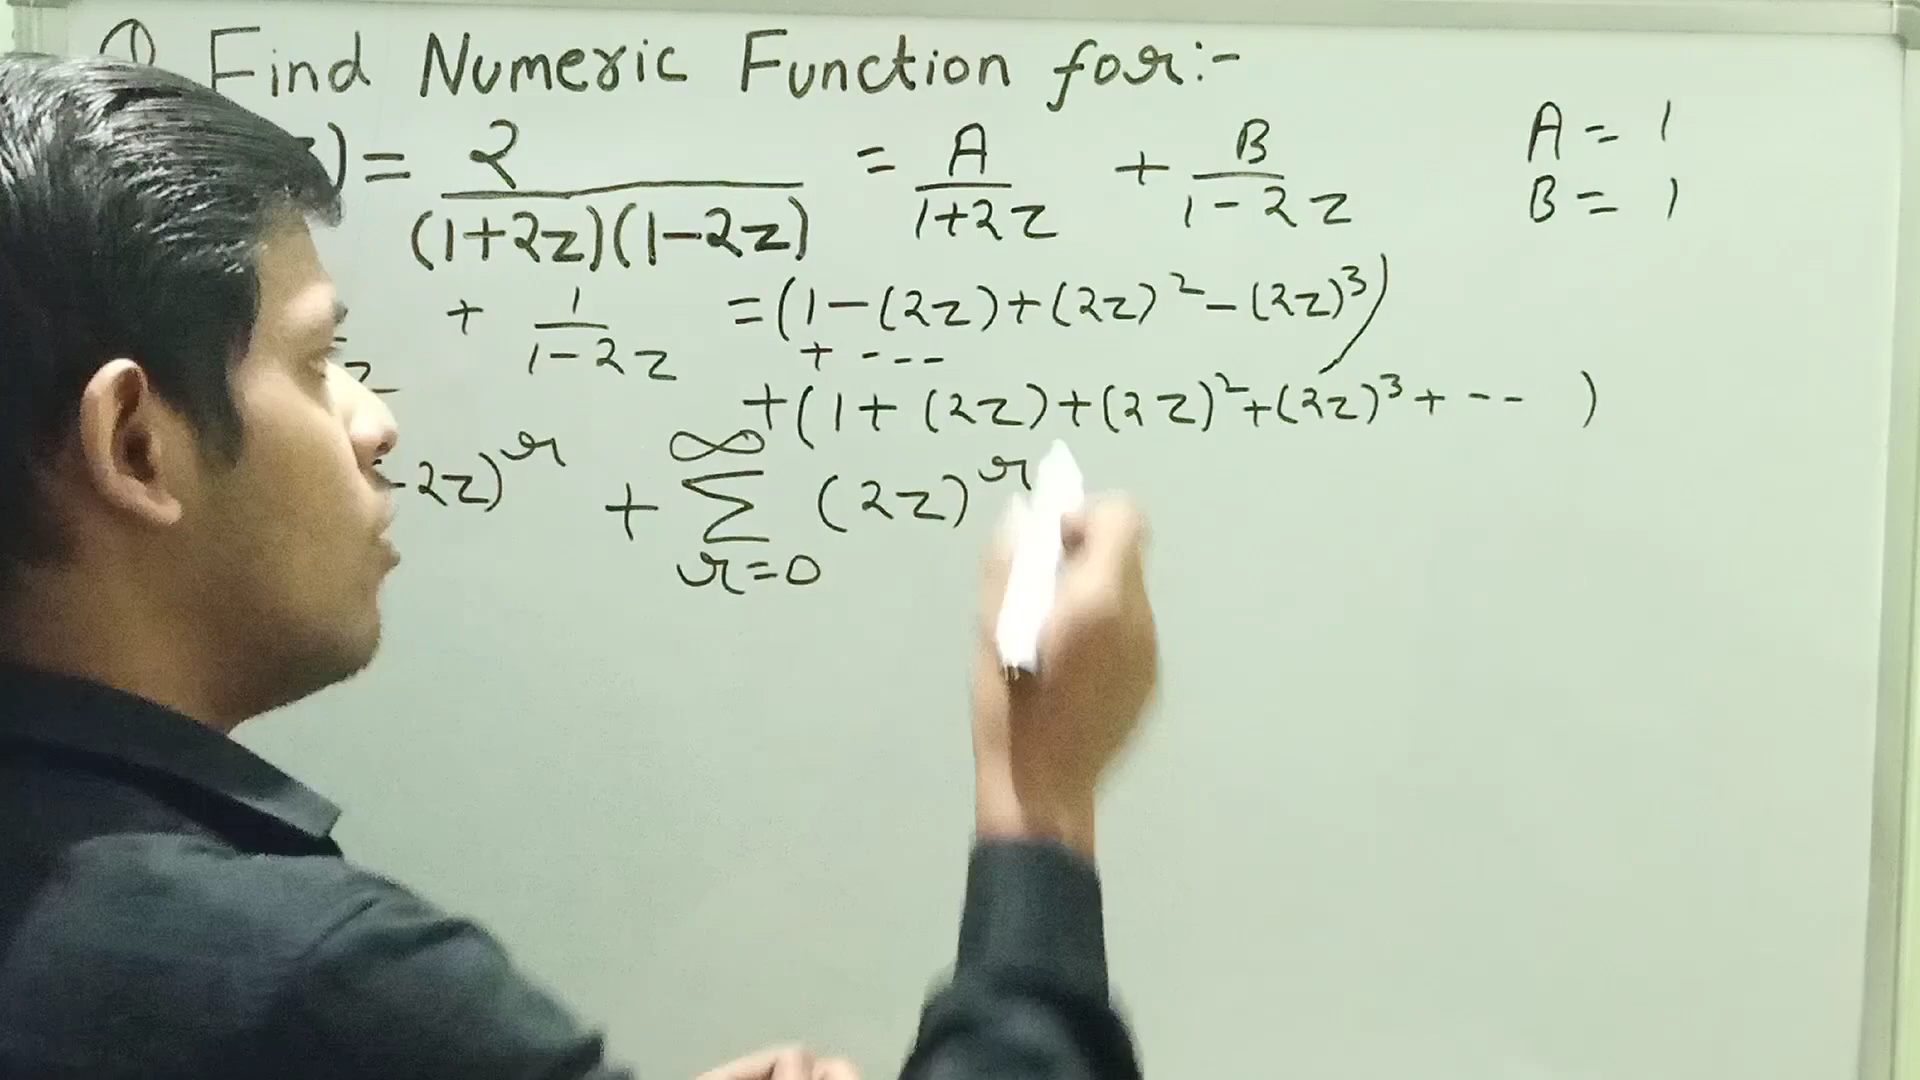 ① Find Numeric Function for:-
) = 2/((1+2z)(1-2z)) = A/(1+2z) + B/(1-2z)
A = 1
B = 1
z + 1/(1-2z) = (1-(2z)+(2z)²-(2z)³
+ --- )
+(1+(2z)+(2z)²+(2z)³+ -- )
-2z)^r + ∑_{r=0}^{∞} (2z)^r